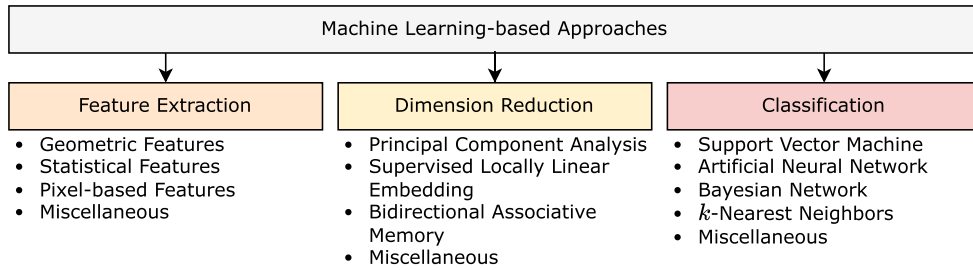 Machine Learning-based Approaches
Feature Extraction
• Geometric Features
• Statistical Features
• Pixel-based Features
• Miscellaneous
Dimension Reduction
• Principal Component Analysis
• Supervised Locally Linear
Embedding
• Bidirectional Associative
Memory
• Miscellaneous
Classification
• Support Vector Machine
• Artificial Neural Network
• Bayesian Network
• k-Nearest Neighbors
• Miscellaneous